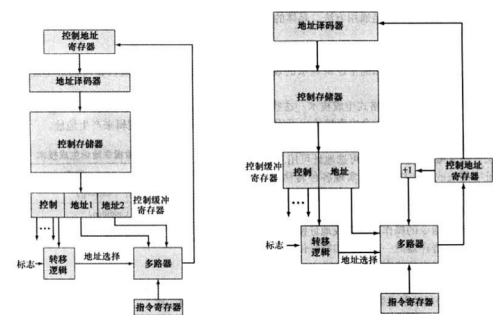 控制地址
寄存器
地址译码器
控制存储器
控制
地址1
地址2
控制缓冲
寄存器
标志
转移
逻辑
地址选择
多路器
指令寄存器
地址译码器
控制存储器
控制缓冲
寄存器
控制
地址
+1
控制地址
寄存器
标志
转移
逻辑
地址选择
多路器
指令寄存器